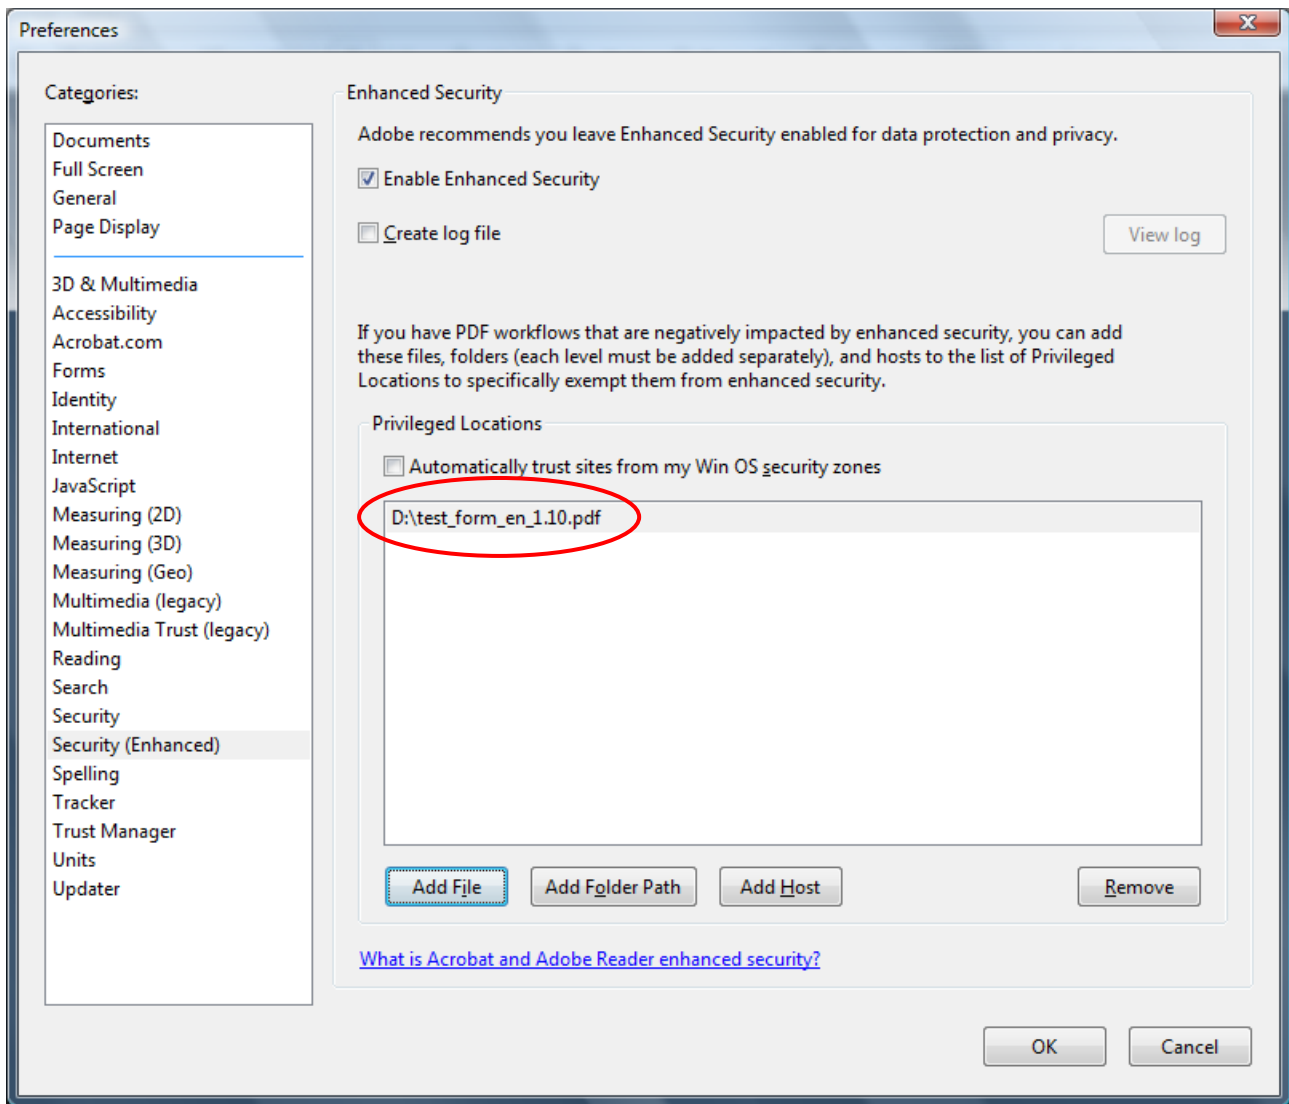 Preferences
Categories:
Documents
Full Screen
General
Page Display
3D & Multimedia
Accessibility
Acrobat.com
Forms
Identity
International
Internet
JavaScript
Measuring (2D)
Measuring (3D)
Measuring (Geo)
Multimedia (legacy)
Multimedia Trust (legacy)
Reading
Search
Security
Security (Enhanced)
Spelling
Tracker
Trust Manager
Units
Updater
Enhanced Security
Adobe recommends you leave Enhanced Security enabled for data protection and privacy.
Enable Enhanced Security
Create log file
View log
If you have PDF workflows that are negatively impacted by enhanced security, you can add
these files, folders (each level must be added separately), and hosts to the list of Privileged
Locations to specifically exempt them from enhanced security.
Privileged Locations
Automatically trust sites from my Win OS security zones
D:\test_form_en_1.10.pdf
Add File
Add Folder Path
Add Host
Remove
What is Acrobat and Adobe Reader enhanced security?
OK
Cancel